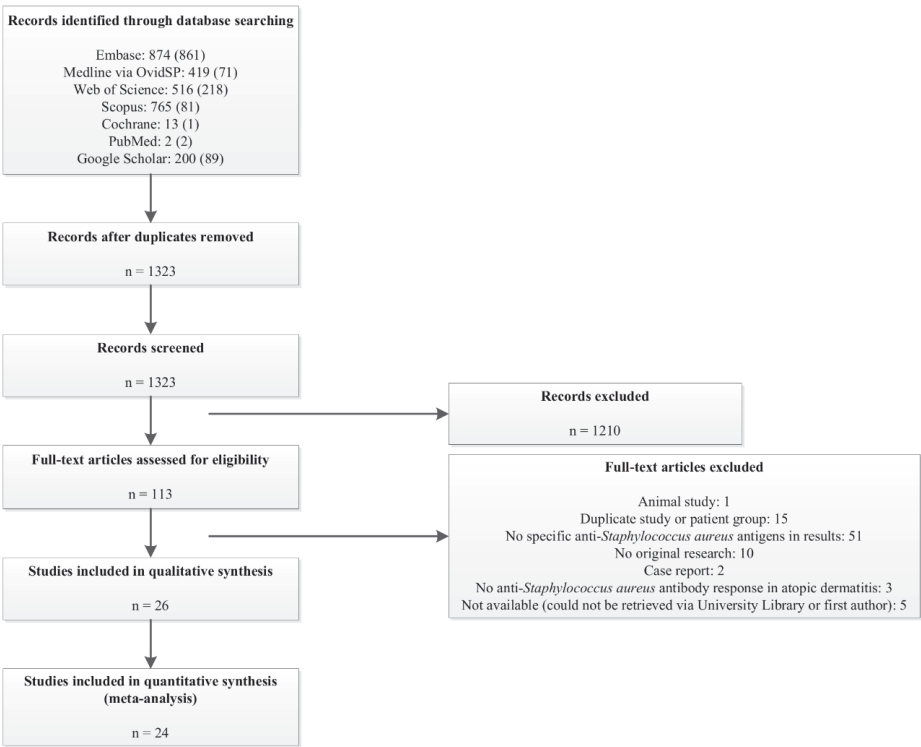 Records identified through database searching
Embase: 874 (861)
Medline via OvidSP: 419 (71)
Web of Science: 516 (218)
Scopus: 765 (81)
Cochrane: 13 (1)
PubMed: 2 (2)
Google Scholar: 200 (89)
Records after duplicates removed
n = 1323
Records screened
n = 1323
Records excluded
n = 1210
Full-text articles assessed for eligibility
n = 113
Full-text articles excluded
Animal study: 1
Duplicate study or patient group: 15
No specific anti-Staphylococcus aureus antigens in results: 51
No original research: 10
Case report: 2
No anti-Staphylococcus aureus antibody response in atopic dermatitis: 3
Not available (could not be retrieved via University Library or first author): 5
Studies included in qualitative synthesis
n = 26
Studies included in quantitative synthesis
(meta-analysis)
n = 24